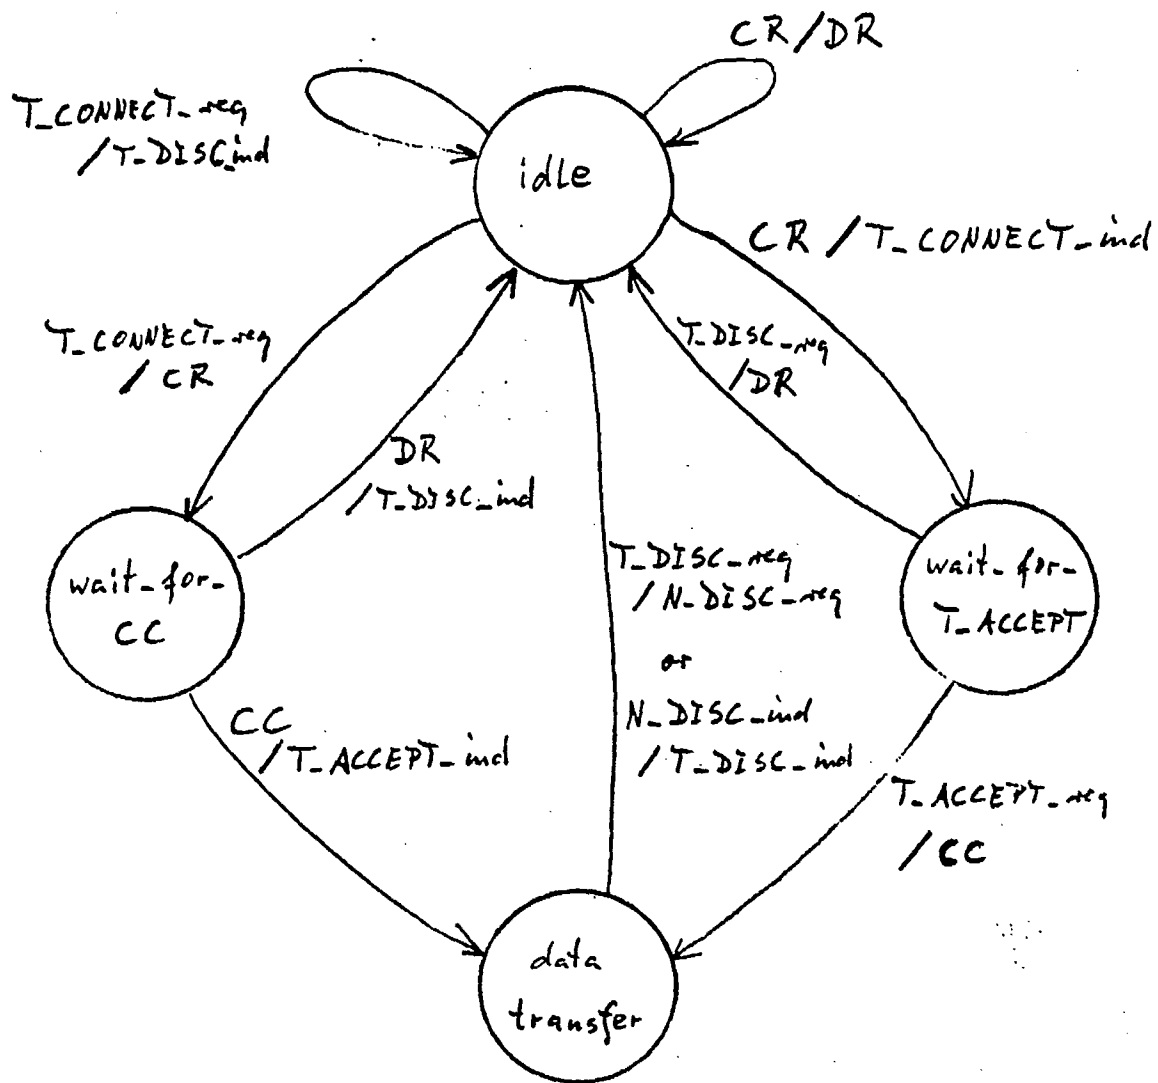 CR/DR
T_CONNECT_req
/T_DISC_ind
idle
CR / T_CONNECT_ind
T_CONNECT_req
/ CR
T_DISC_req
/DR
DR
/T_DISC_ind
wait_for_
CC
T_DISC_req
/ N_DISC_req
or
N_DISC_ind
/ T_DISC_ind
wait_for_
T_ACCEPT
CC
/T_ACCEPT_ind
T_ACCEPT_req
/ CC
data
transfer